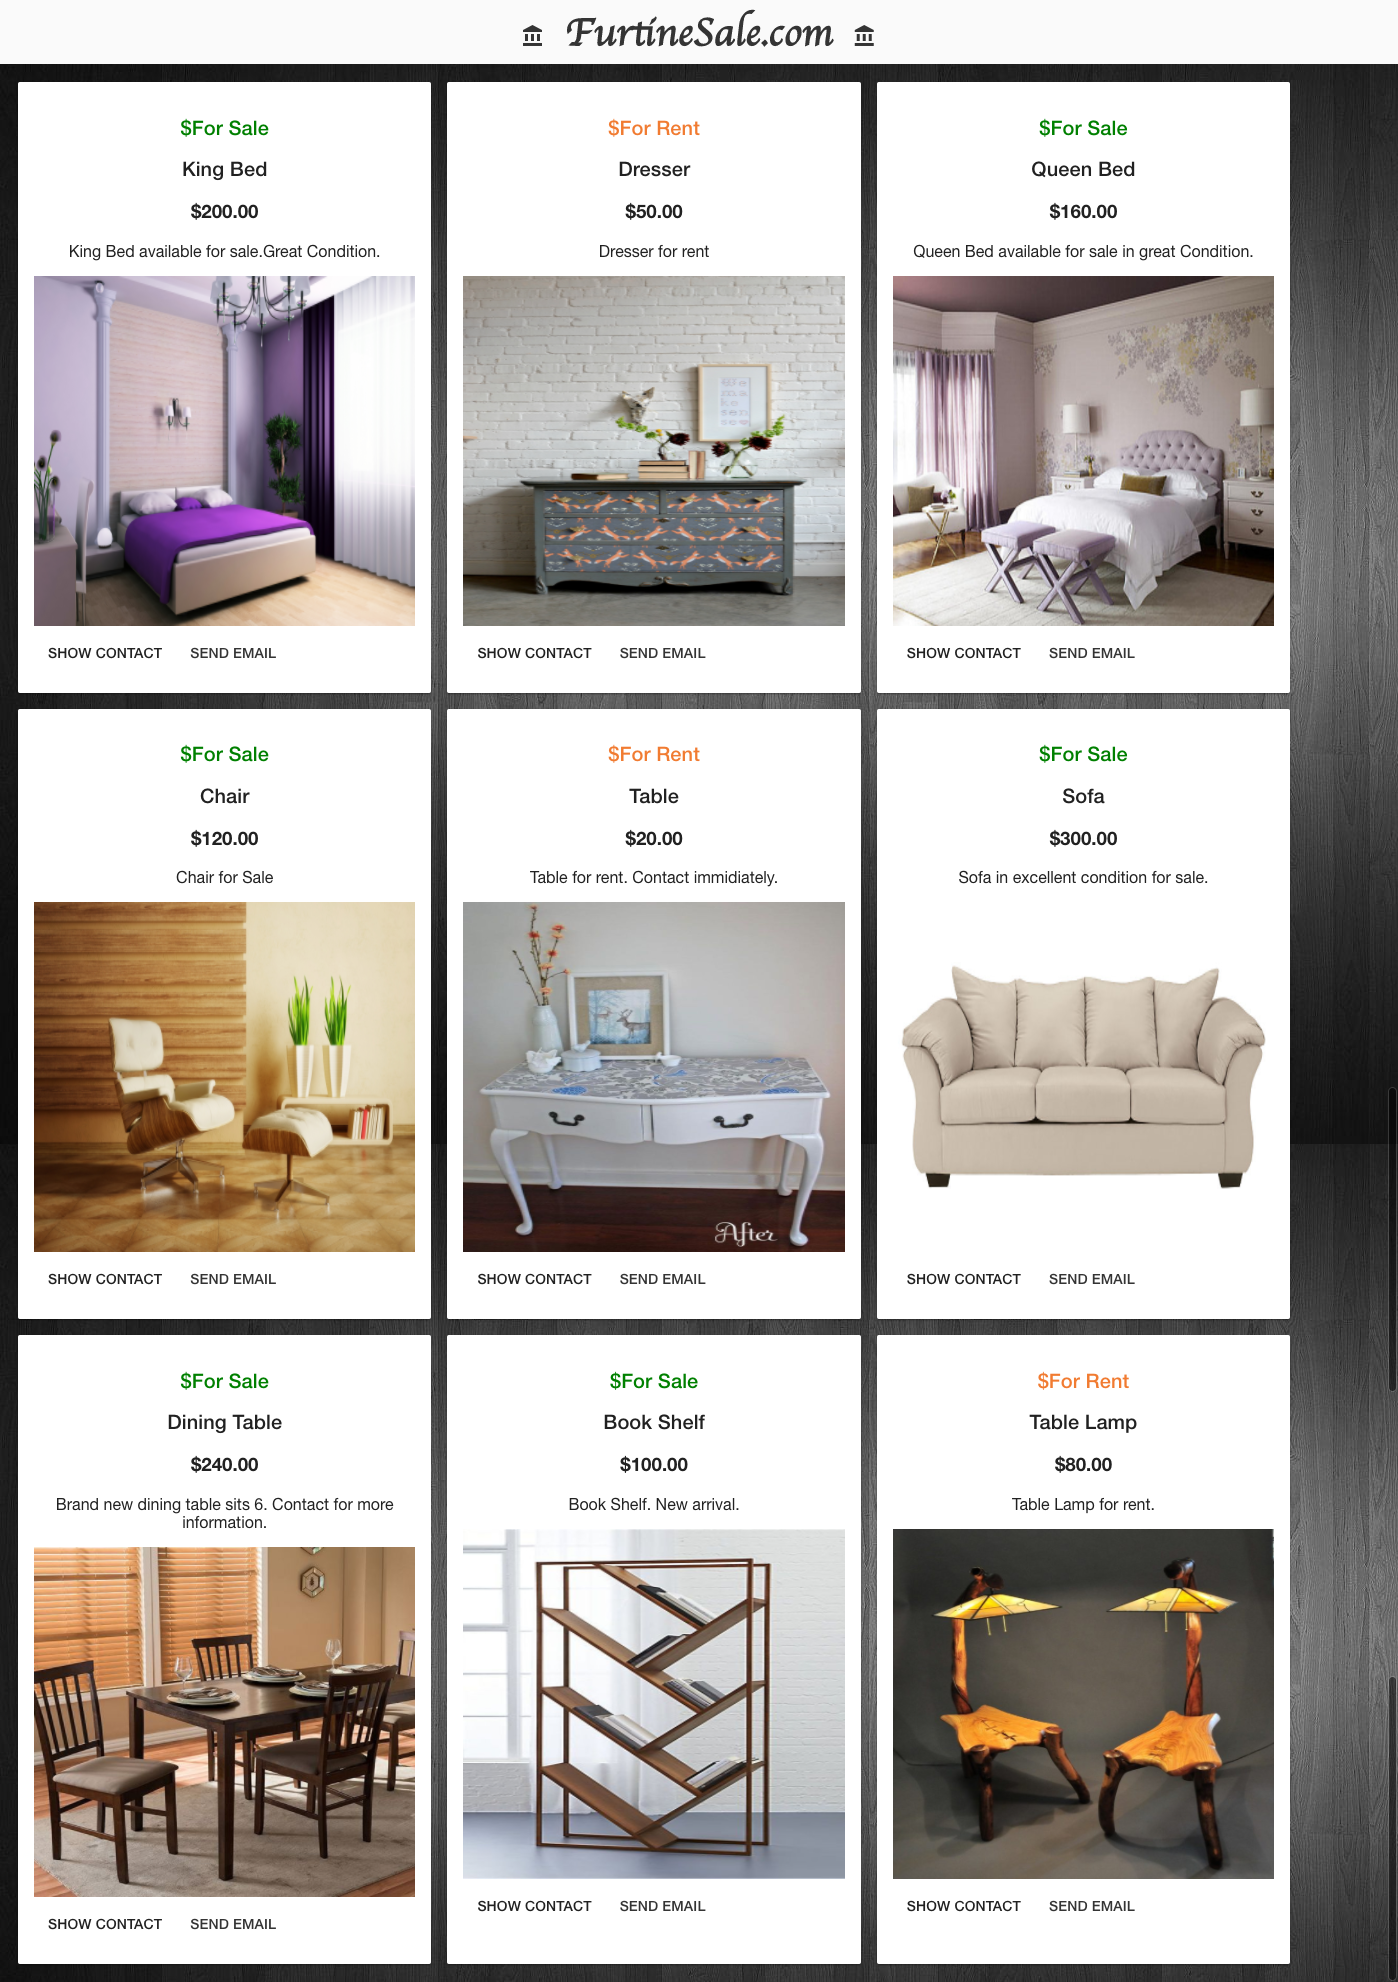 FurtineSale.com
$For Sale
King Bed
$200.00
King Bed available for sale.Great Condition.
SHOW CONTACT SEND EMAIL
$For Rent
Dresser
$50.00
Dresser for rent
SHOW CONTACT SEND EMAIL
$For Sale
Queen Bed
$160.00
Queen Bed available for sale in great Condition.
SHOW CONTACT SEND EMAIL
$For Sale
Chair
$120.00
Chair for Sale
SHOW CONTACT SEND EMAIL
$For Rent
Table
$20.00
Table for rent. Contact immidiately.
After
SHOW CONTACT SEND EMAIL
$For Sale
Sofa
$300.00
Sofa in excellent condition for sale.
SHOW CONTACT SEND EMAIL
$For Sale
Dining Table
$240.00
Brand new dining table sits 6. Contact for more
information.
SHOW CONTACT SEND EMAIL
$For Sale
Book Shelf
$100.00
Book Shelf. New arrival.
SHOW CONTACT SEND EMAIL
$For Rent
Table Lamp
$80.00
Table Lamp for rent.
SHOW CONTACT SEND EMAIL